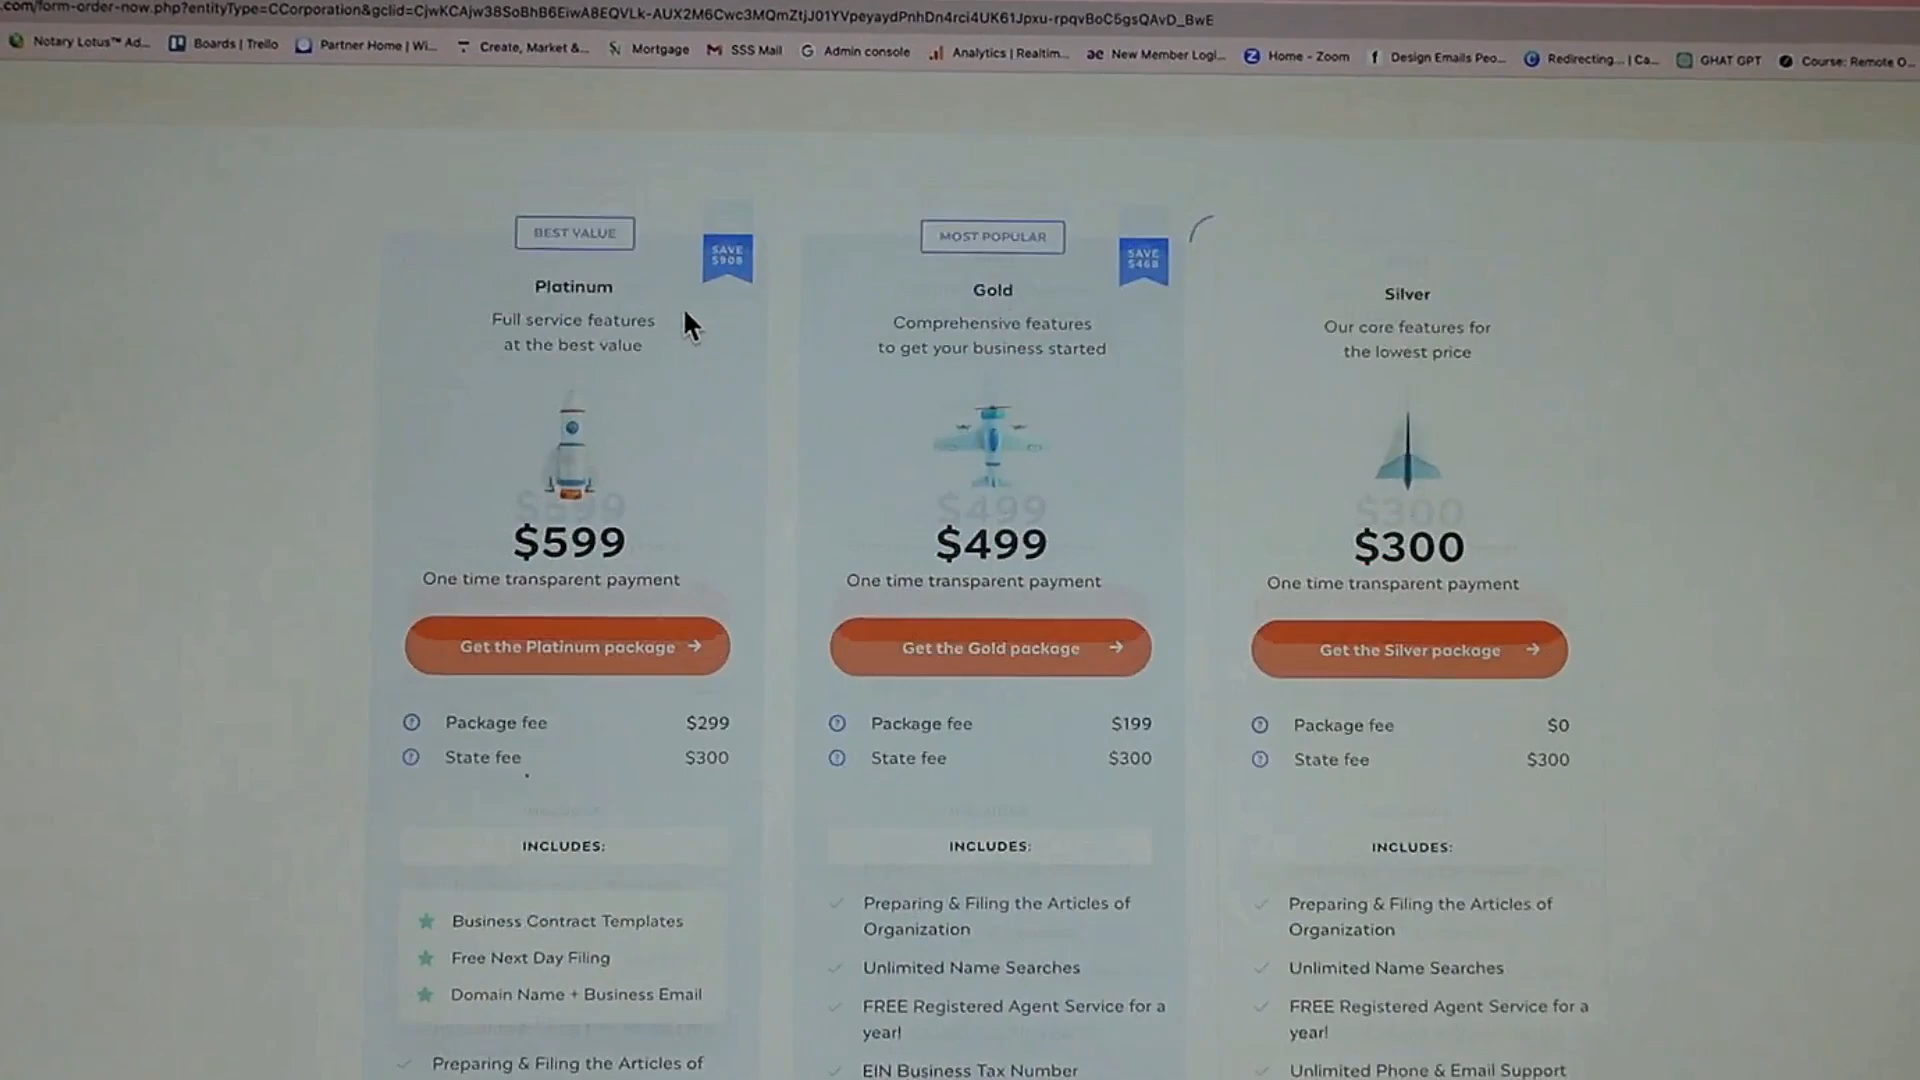 .com/form-order-now.php?entityType=CCorporation&gclid=CjwKCAjw38SoBhB6EiwA8EQVLk-AUX2M6Cwc3MQmZtjJ01YVpeyaydPnhDn4rci4UK61Jpxu-rpqvBoC5gsQAvD_BwE
Notary Lotus™ Ad... Boards | Trello Partner Home | Wi... Create, Market &... Mortgage SSS Mail Admin console Analytics | Realtim... New Member Logi... Home - Zoom Design Emails Peo... Redirecting... | Ca... GHAT GPT Course: Remote O...
BEST VALUE
SAVE
$908
Platinum
Full service features
at the best value
$599
One time transparent payment
Get the Platinum package →
Package fee $299
State fee $300
INCLUDES:
Business Contract Templates
Free Next Day Filing
Domain Name + Business Email
Preparing & Filing the Articles of
MOST POPULAR
SAVE
$468
Gold
Comprehensive features
to get your business started
$499
One time transparent payment
Get the Gold package →
Package fee $199
State fee $300
INCLUDES:
Preparing & Filing the Articles of
Organization
Unlimited Name Searches
FREE Registered Agent Service for a
year!
EIN Business Tax Number
Silver
Our core features for
the lowest price
$300
One time transparent payment
Get the Silver package →
Package fee $0
State fee $300
INCLUDES:
Preparing & Filing the Articles of
Organization
Unlimited Name Searches
FREE Registered Agent Service for a
year!
Unlimited Phone & Email Support